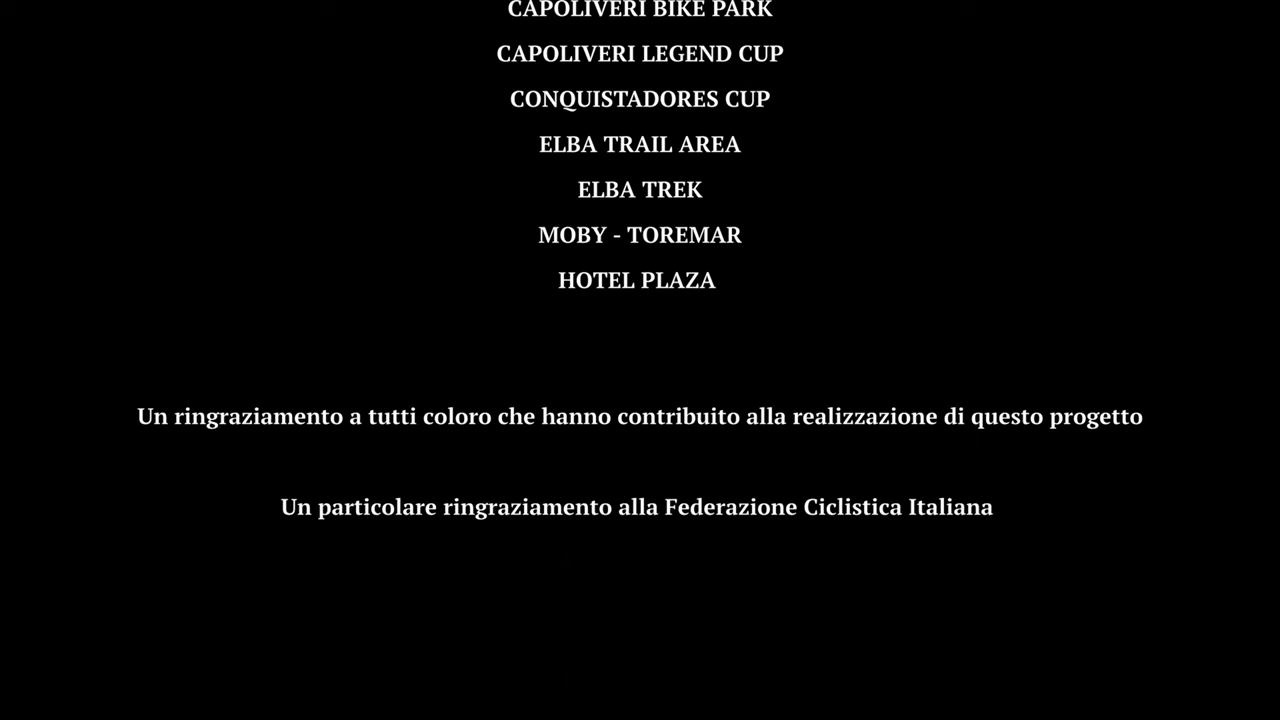 CAPOLIVERI BIKE PARK
CAPOLIVERI LEGEND CUP
CONQUISTADORES CUP
ELBA TRAIL AREA
ELBA TREK
MOBY - TOREMAR
HOTEL PLAZA
Un ringraziamento a tutti coloro che hanno contribuito alla realizzazione di questo progetto
Un particolare ringraziamento alla Federazione Ciclistica Italiana